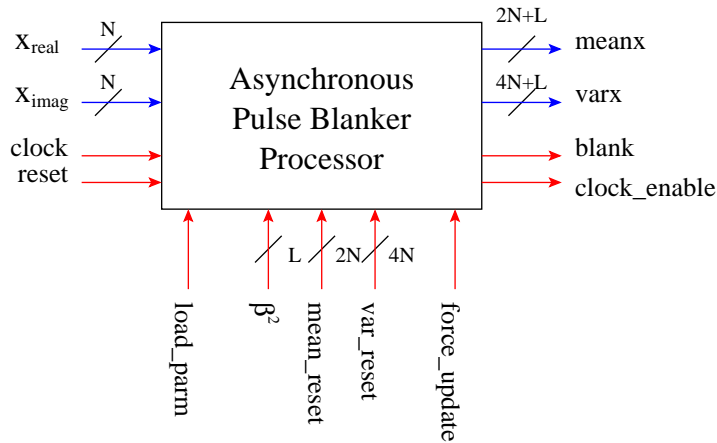 N
2N+L
x_real
meanx
N
4N+L
x_imag
varx
Asynchronous
Pulse Blanker
Processor
clock
blank
reset
clock_enable
L
2N
4N
load_parm
β²
mean_reset
var_reset
force_update